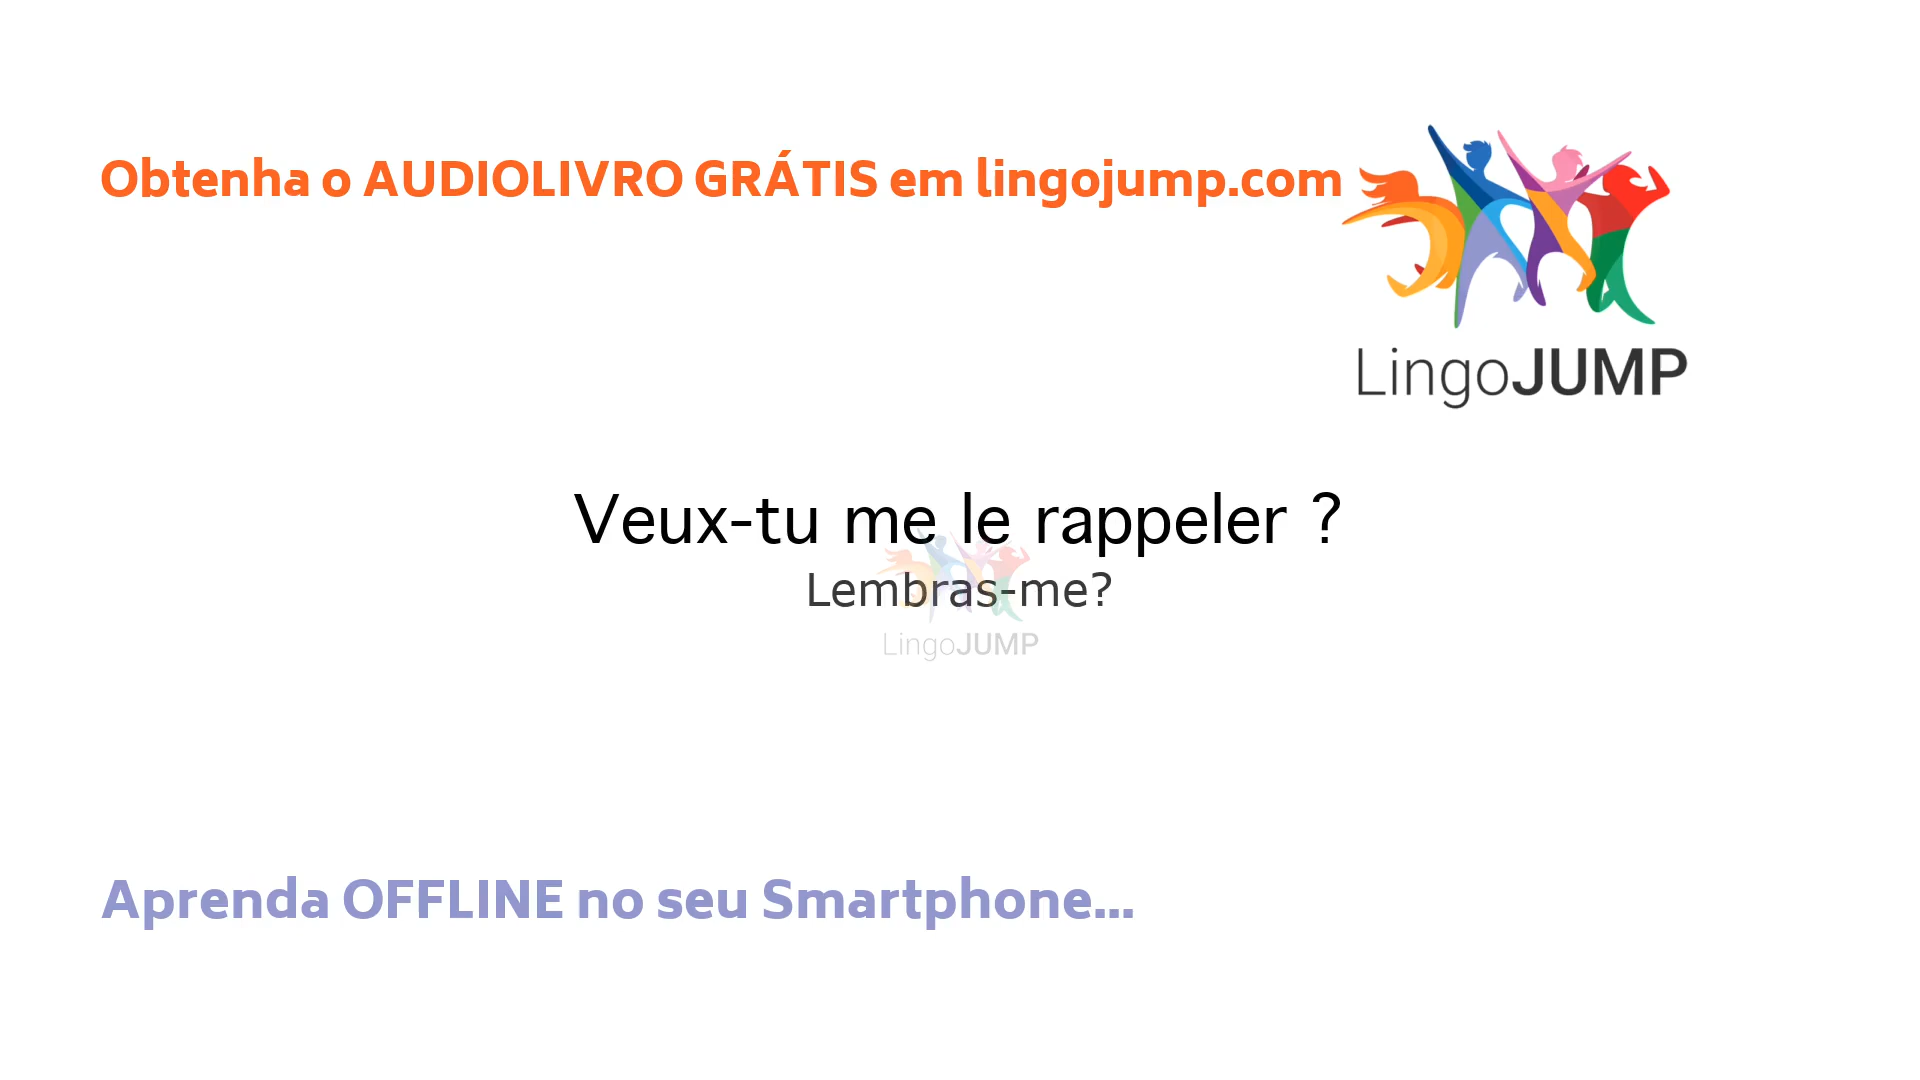 Obtenha o AUDIOLIVRO GRÁTIS em lingojump.com
LingoJUMP
Veux-tu me le rappeler ?
Lembras-me?
LingoJUMP
Aprenda OFFLINE no seu Smartphone...